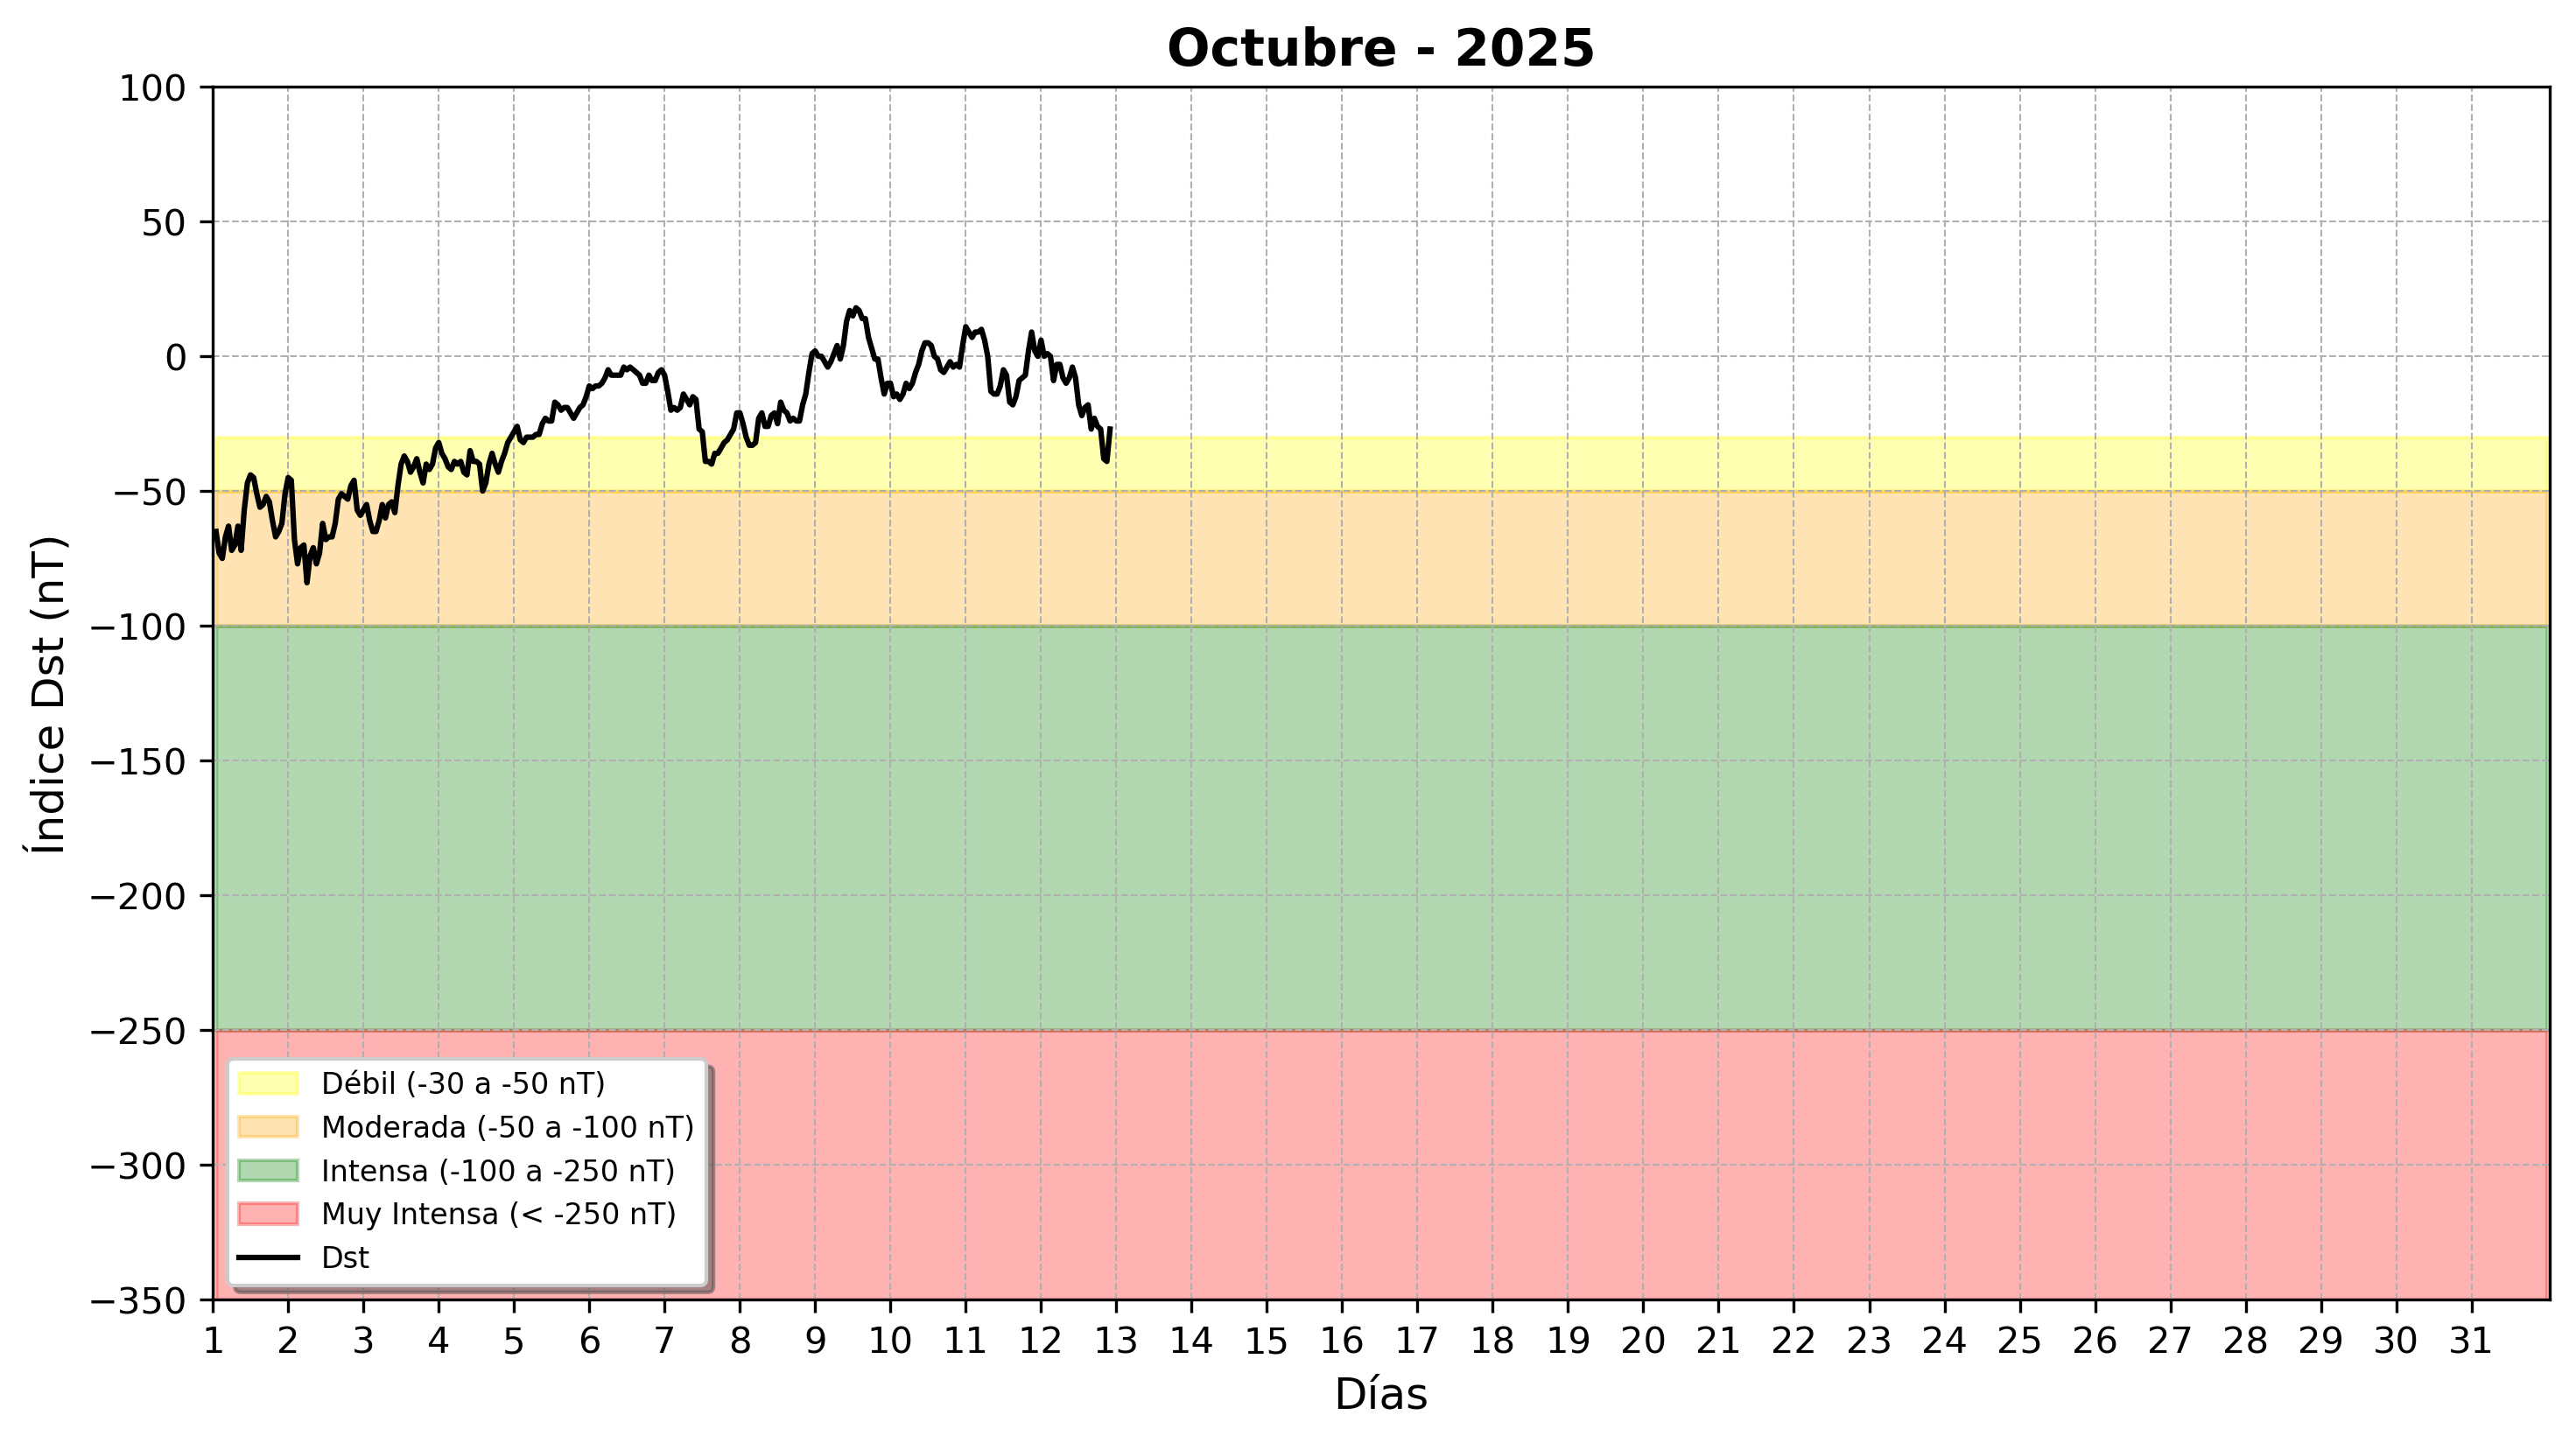 Octubre - 2025
100
50
0
−50
−100
−150
−200
−250
−300
−350
Índice Dst (nT)
Débil (-30 a -50 nT)
Moderada (-50 a -100 nT)
Intensa (-100 a -250 nT)
Muy Intensa (< -250 nT)
Dst
1 2 3 4 5 6 7 8 9 10 11 12 13 14 15 16 17 18 19 20 21 22 23 24 25 26 27 28 29 30 31
Días